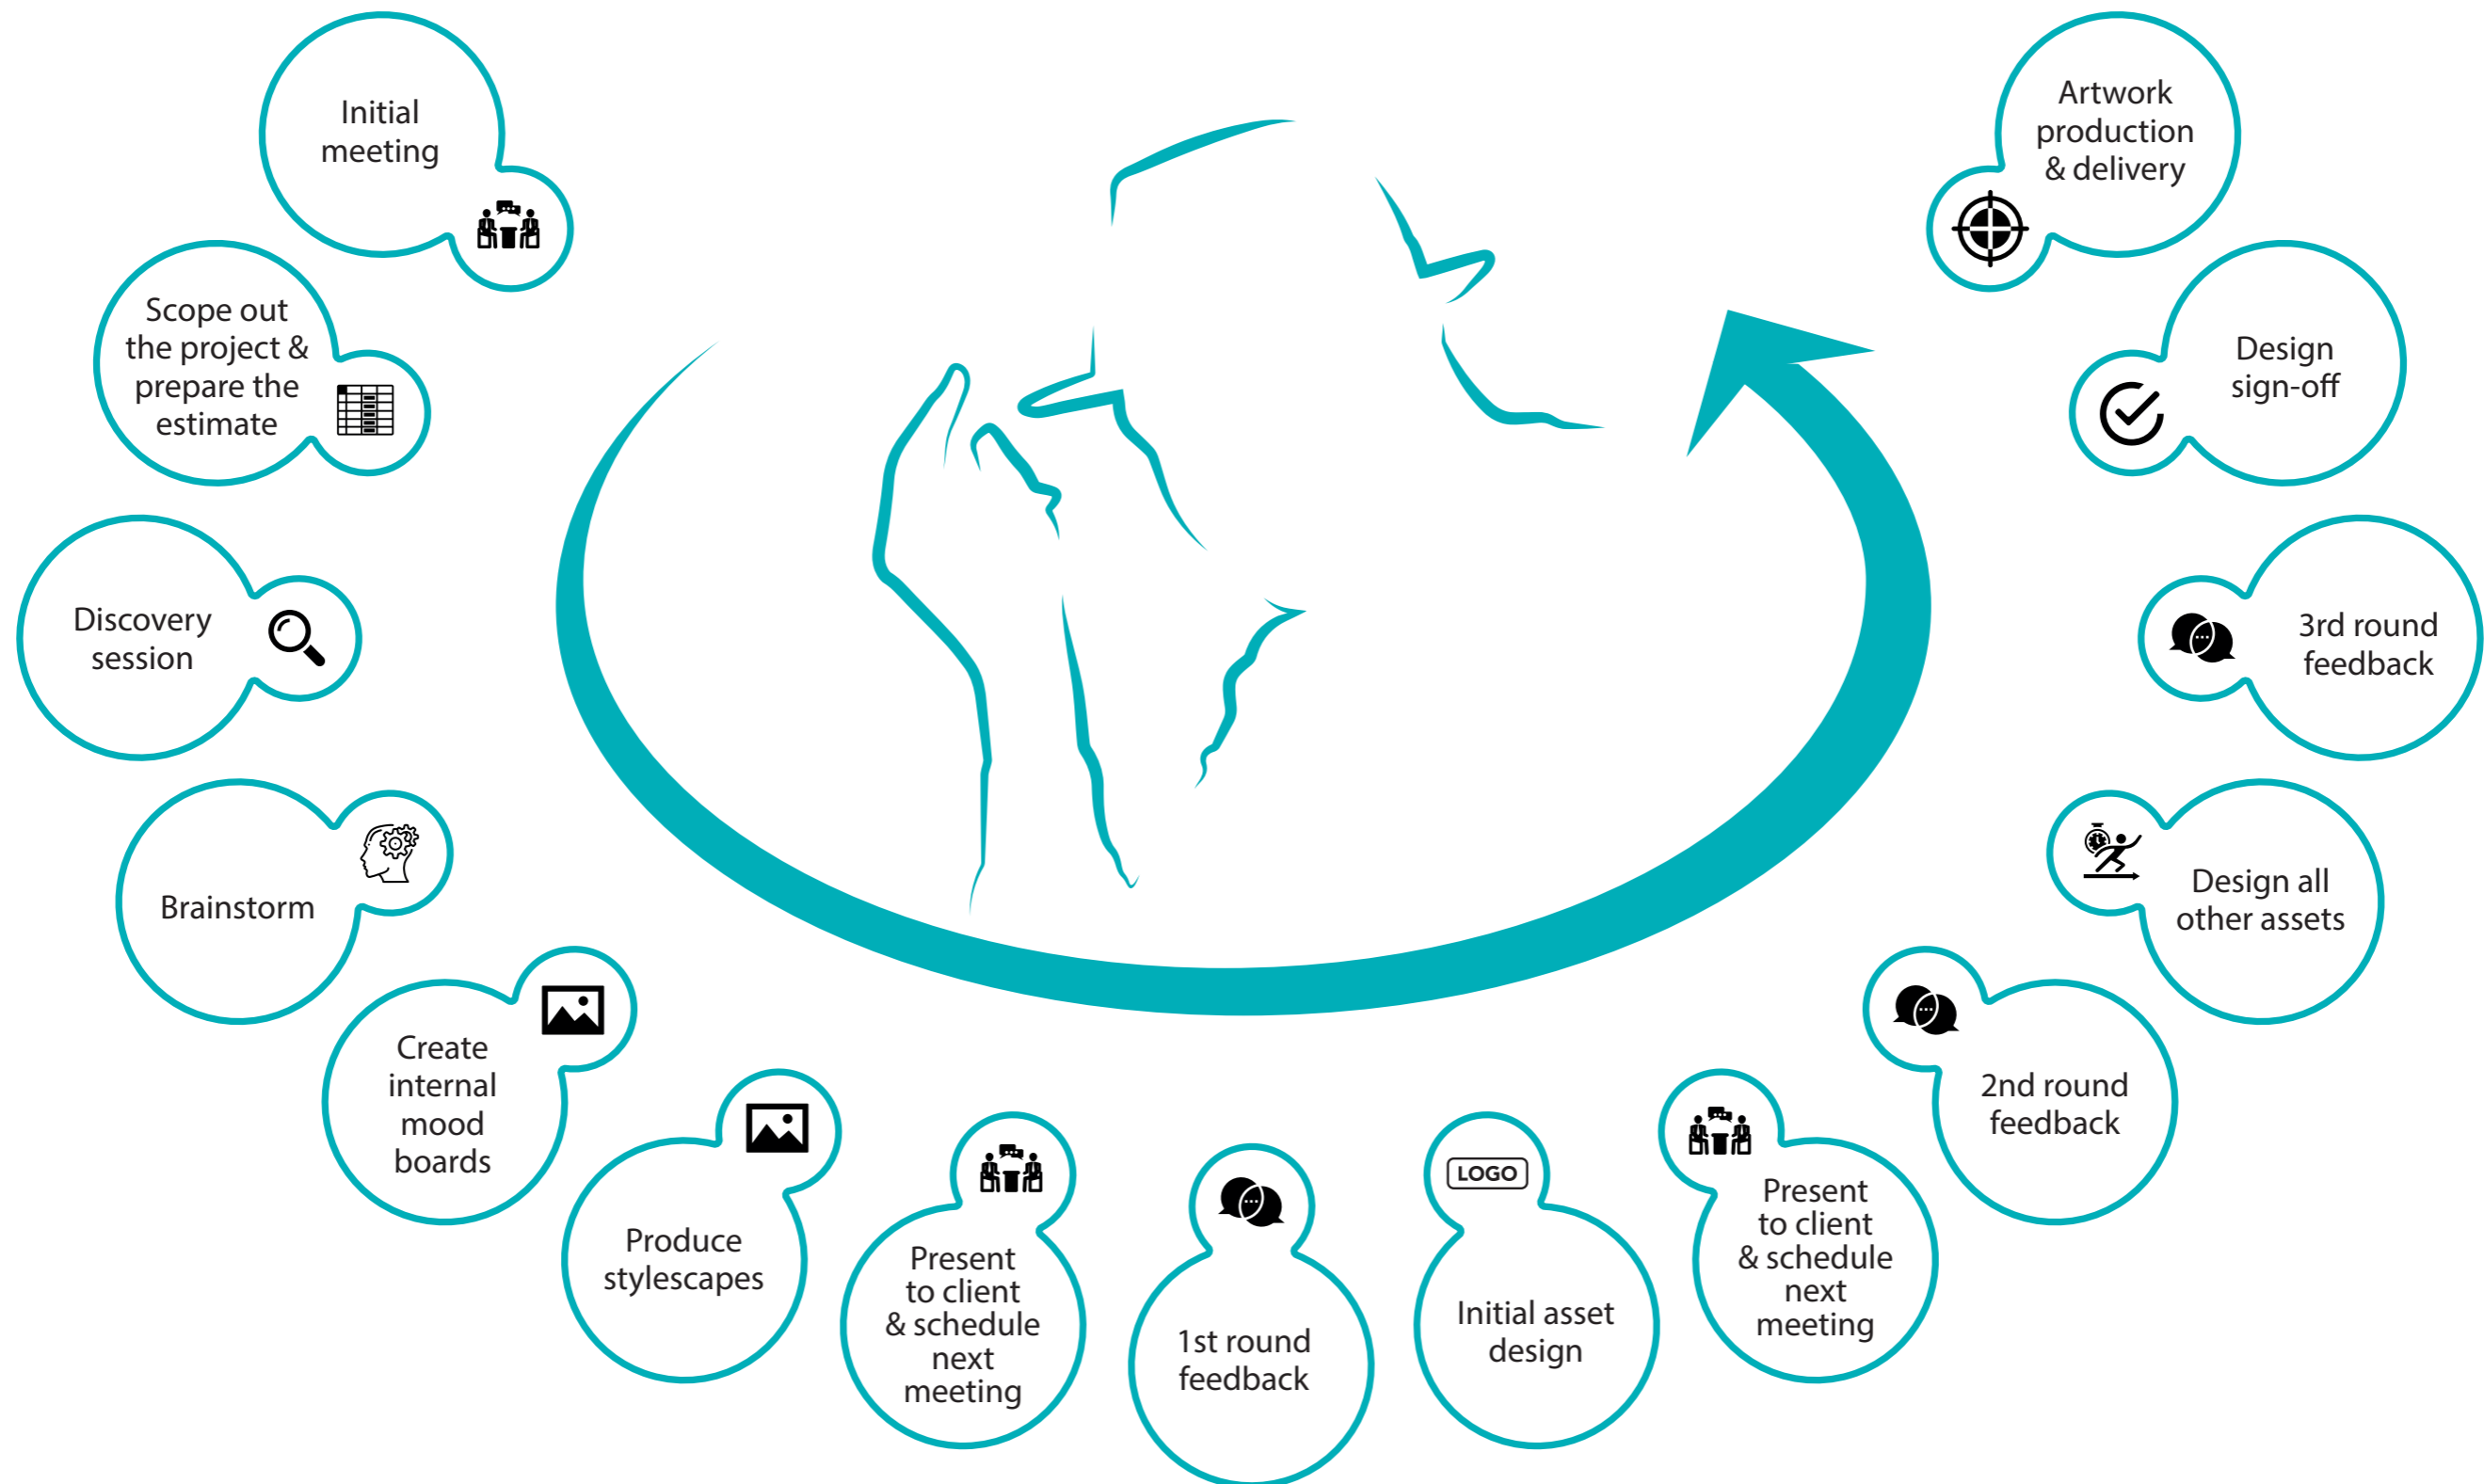 Initial
meeting
Scope out
the project &
prepare the
estimate
Discovery
session
Brainstorm
Create
internal
mood
boards
Produce
stylescapes
Present
to client
& schedule
next
meeting
1st round
feedback
LOGO
Initial asset
design
Present
to client
& schedule
next
meeting
2nd round
feedback
Design all
other assets
3rd round
feedback
Design
sign-off
Artwork
production
& delivery